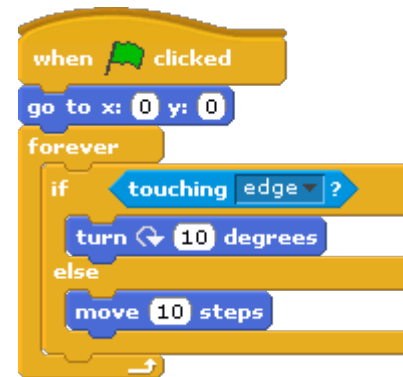 when clicked
go to x: 0 y: 0
forever
if touching edge ?
turn 10 degrees
else
move 10 steps